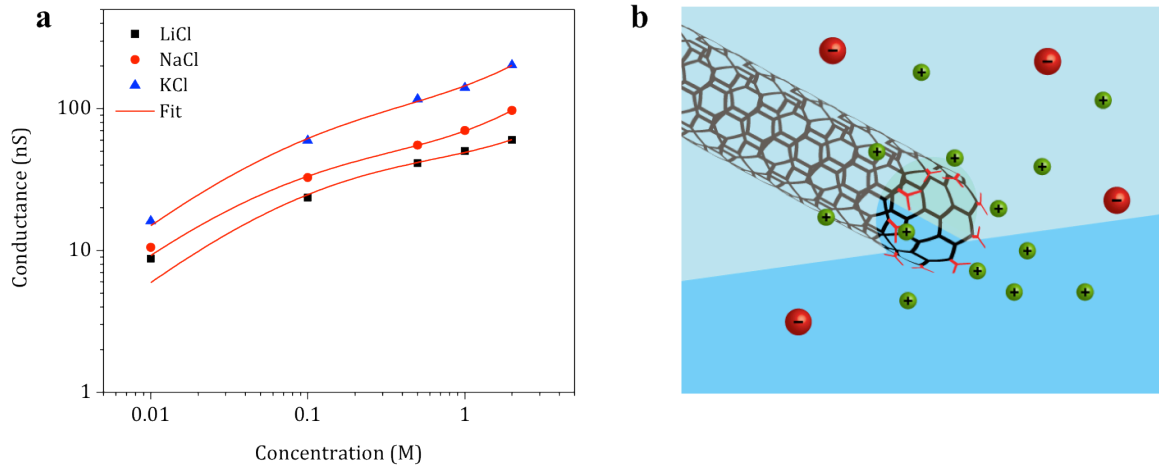 a
LiCl
NaCl
KCl
Fit
Conductance (nS)
100
10
1
0.01
0.1
1
Concentration (M)
b